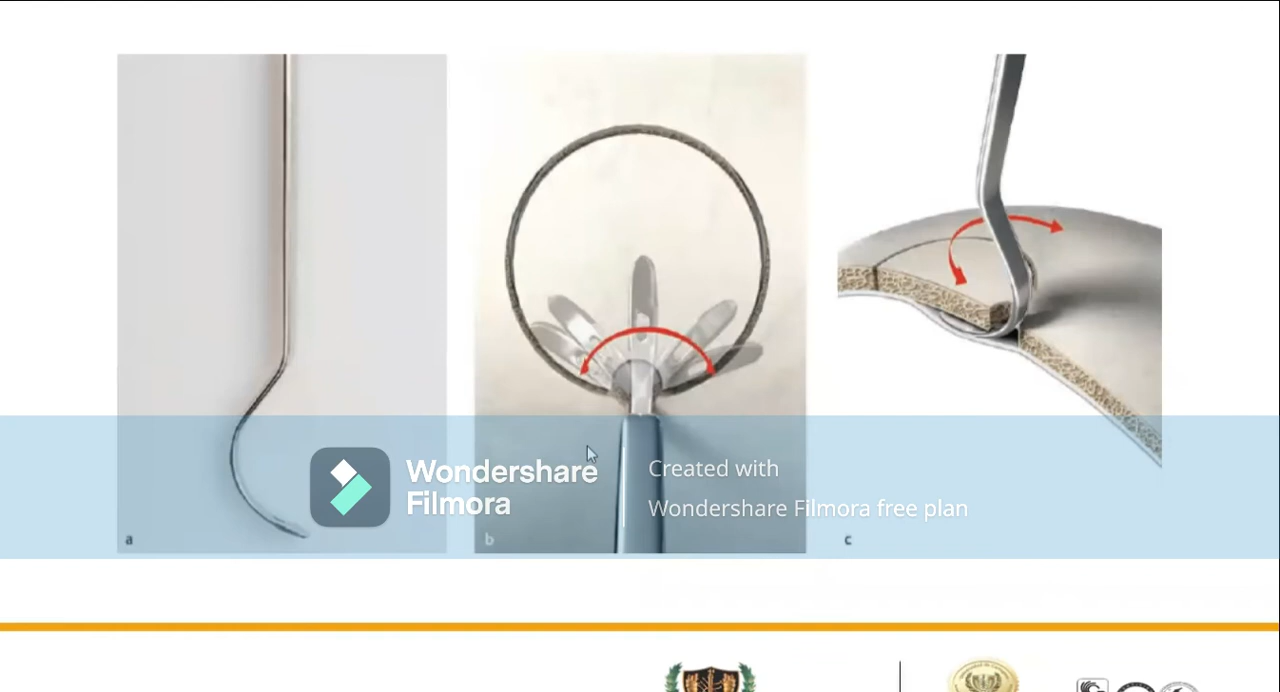 Wondershare
Filmora
Created with
Wondershare Filmora free plan
a
b
c